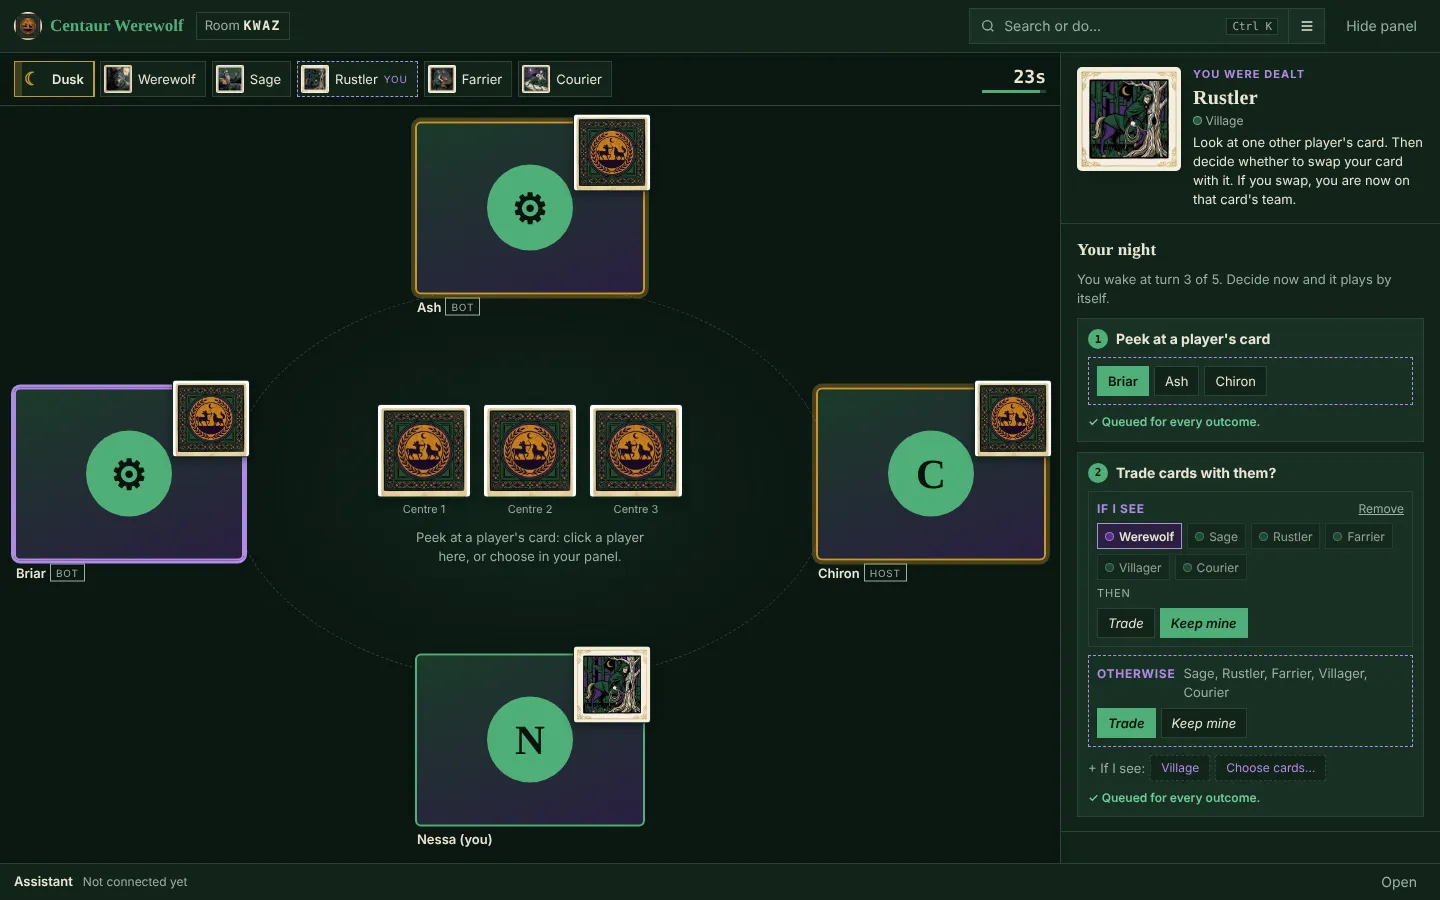 Centaur Werewolf
Room KWAZ
Search or do...
Ctrl K
Hide panel
Dusk
Werewolf
Sage
Rustler YOU
Farrier
Courier
23s
Ash BOT
Briar BOT
Centre 1
Centre 2
Centre 3
Peek at a player's card: click a player
here, or choose in your panel.
C
Chiron HOST
N
Nessa (you)
YOU WERE DEALT
Rustler
Village
Look at one other player's card. Then
decide whether to swap your card
with it. If you swap, you are now on
that card's team.
Your night
You wake at turn 3 of 5. Decide now and it plays by
itself.
1 Peek at a player's card
Briar
Ash
Chiron
✓ Queued for every outcome.
2 Trade cards with them?
IF I SEE
Remove
Werewolf
Sage
Rustler
Farrier
Villager
Courier
THEN
Trade
Keep mine
OTHERWISE Sage, Rustler, Farrier, Villager,
Courier
Trade
Keep mine
+ If I see:
Village
Choose cards...
✓ Queued for every outcome.
Assistant
Not connected yet
Open